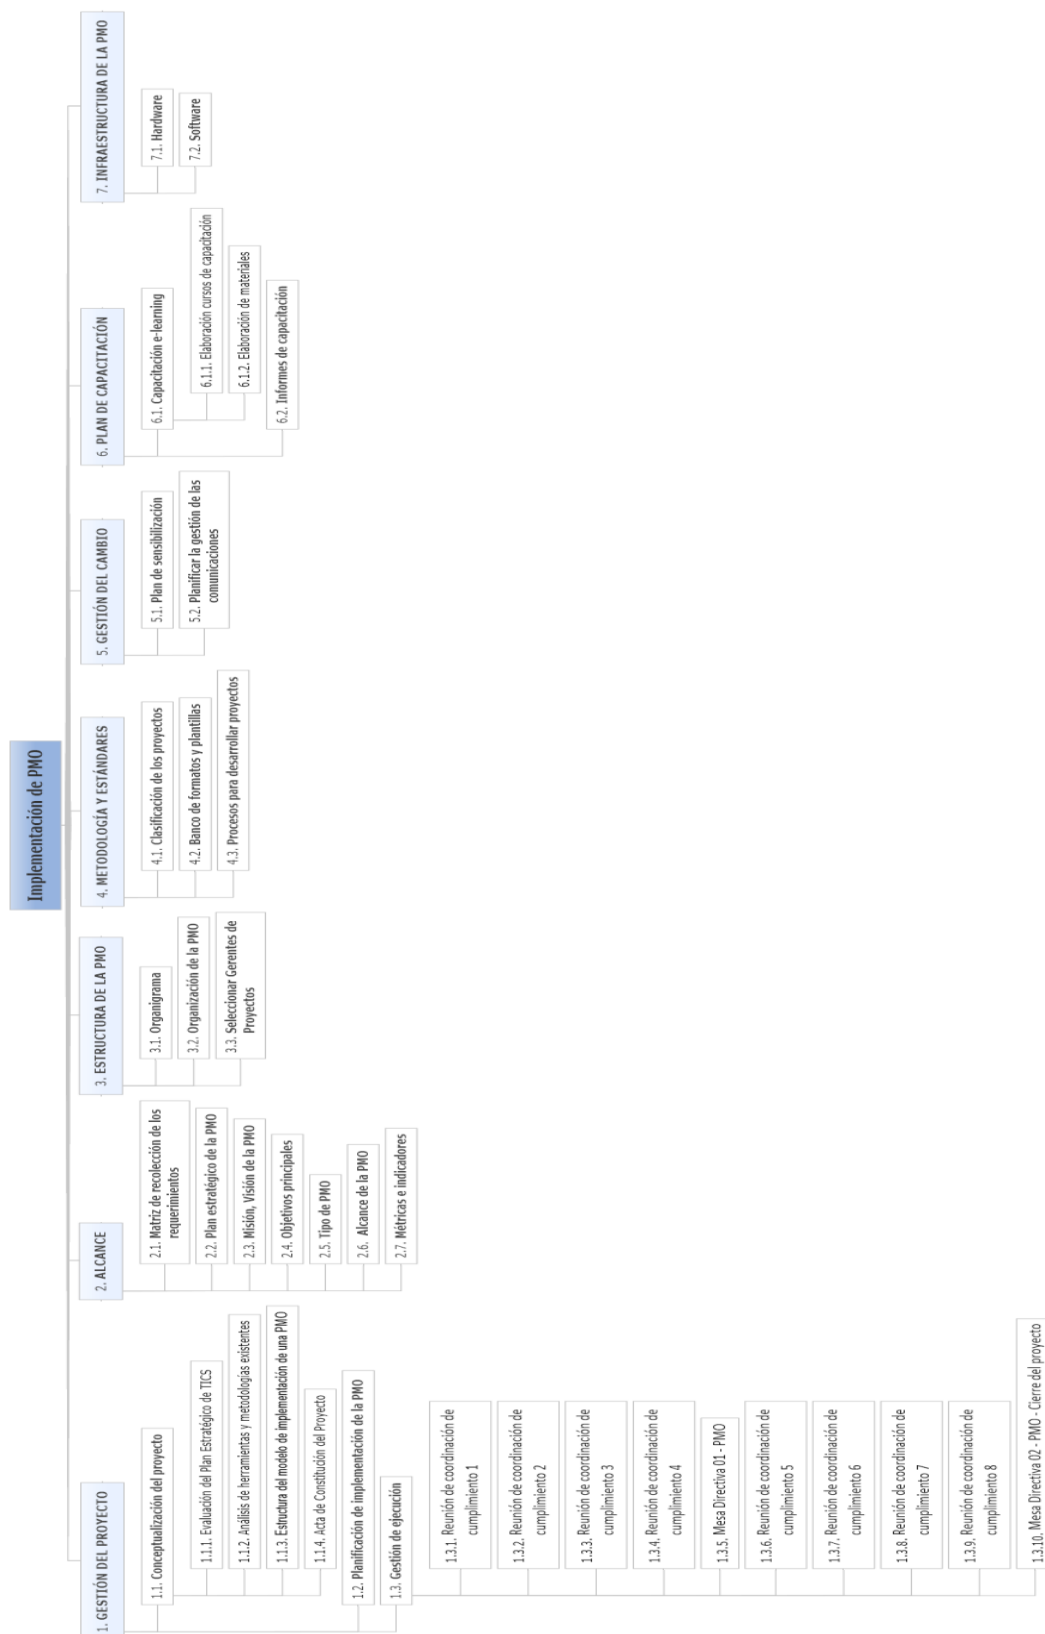 Implementación de PMO
1. GESTIÓN DEL PROYECTO
1.1. Conceptualización del proyecto
1.1.1. Evaluación del Plan Estratégico de TICS
1.1.2. Análisis de herramientas y metodologías existentes
1.1.3. Estructura del modelo de implementación de una PMO
1.1.4. Acta de Constitución del Proyecto
1.2. Planificación de implementación de la PMO
1.3. Gestión de ejecución
1.3.1. Reunión de coordinación de
cumplimiento 1
1.3.2. Reunión de coordinación de
cumplimiento 2
1.3.3. Reunión de coordinación de
cumplimiento 3
1.3.4. Reunión de coordinación de
cumplimiento 4
1.3.5. Mesa Directiva 01 - PMO
1.3.6. Reunión de coordinación de
cumplimiento 5
1.3.7. Reunión de coordinación de
cumplimiento 6
1.3.8. Reunión de coordinación de
cumplimiento 7
1.3.9. Reunión de coordinación de
cumplimiento 8
1.3.10. Mesa Directiva 02 - PMO - Cierre del proyecto
2. ALCANCE
2.1. Matriz de recolección de los
requerimientos
2.2. Plan estratégico de la PMO
2.3. Misión, Visión de la PMO
2.4. Objetivos principales
2.5. Tipo de PMO
2.6. Alcance de la PMO
2.7. Métricas e indicadores
3. ESTRUCTURA DE LA PMO
3.1. Organigrama
3.2. Organización de la PMO
3.3. Seleccionar Gerentes de
Proyectos
4. METODOLOGÍA Y ESTÁNDARES
4.1. Clasificación de los proyectos
4.2. Banco de formatos y plantillas
4.3. Procesos para desarrollar proyectos
5. GESTIÓN DEL CAMBIO
5.1. Plan de sensibilización
5.2. Planificar la gestión de las
comunicaciones
6. PLAN DE CAPACITACIÓN
6.1. Capacitación e-learning
6.1.1. Elaboración cursos de capacitación
6.1.2. Elaboración de materiales
6.2. Informes de capacitación
7. INFRAESTRUCTURA DE LA PMO
7.1. Hardware
7.2. Software